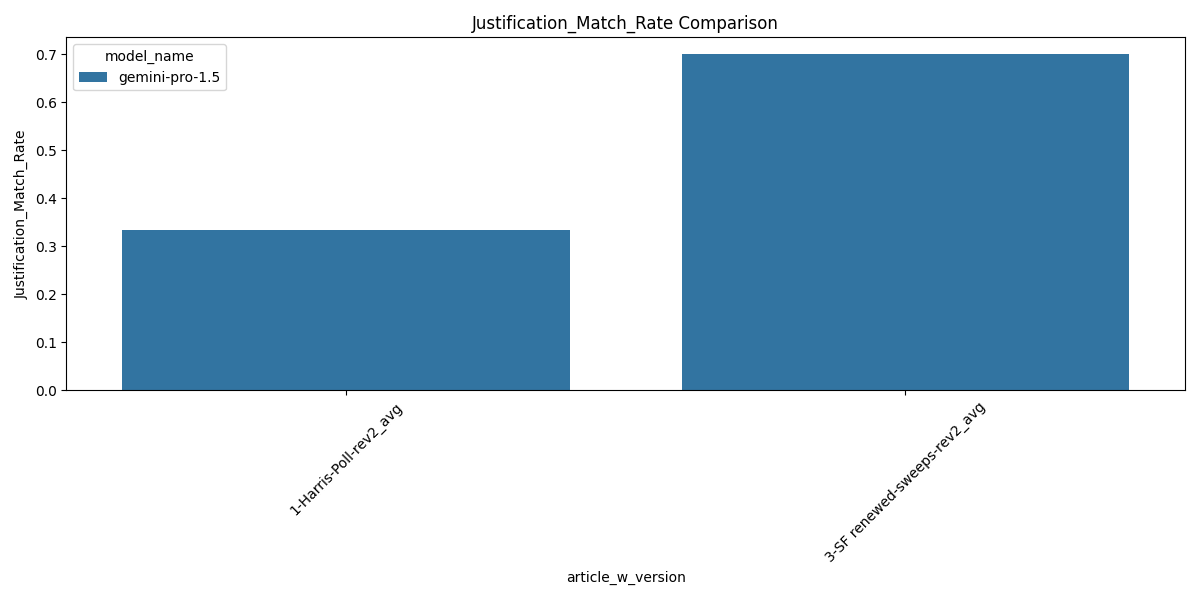 Justification_Match_Rate Comparison
model_name
gemini-pro-1.5
Justification_Match_Rate
0.7
0.6
0.5
0.4
0.3
0.2
0.1
0.0
1-Harris-Poll-rev2_avg
3-SF renewed-sweeps-rev2_avg
article_w_version